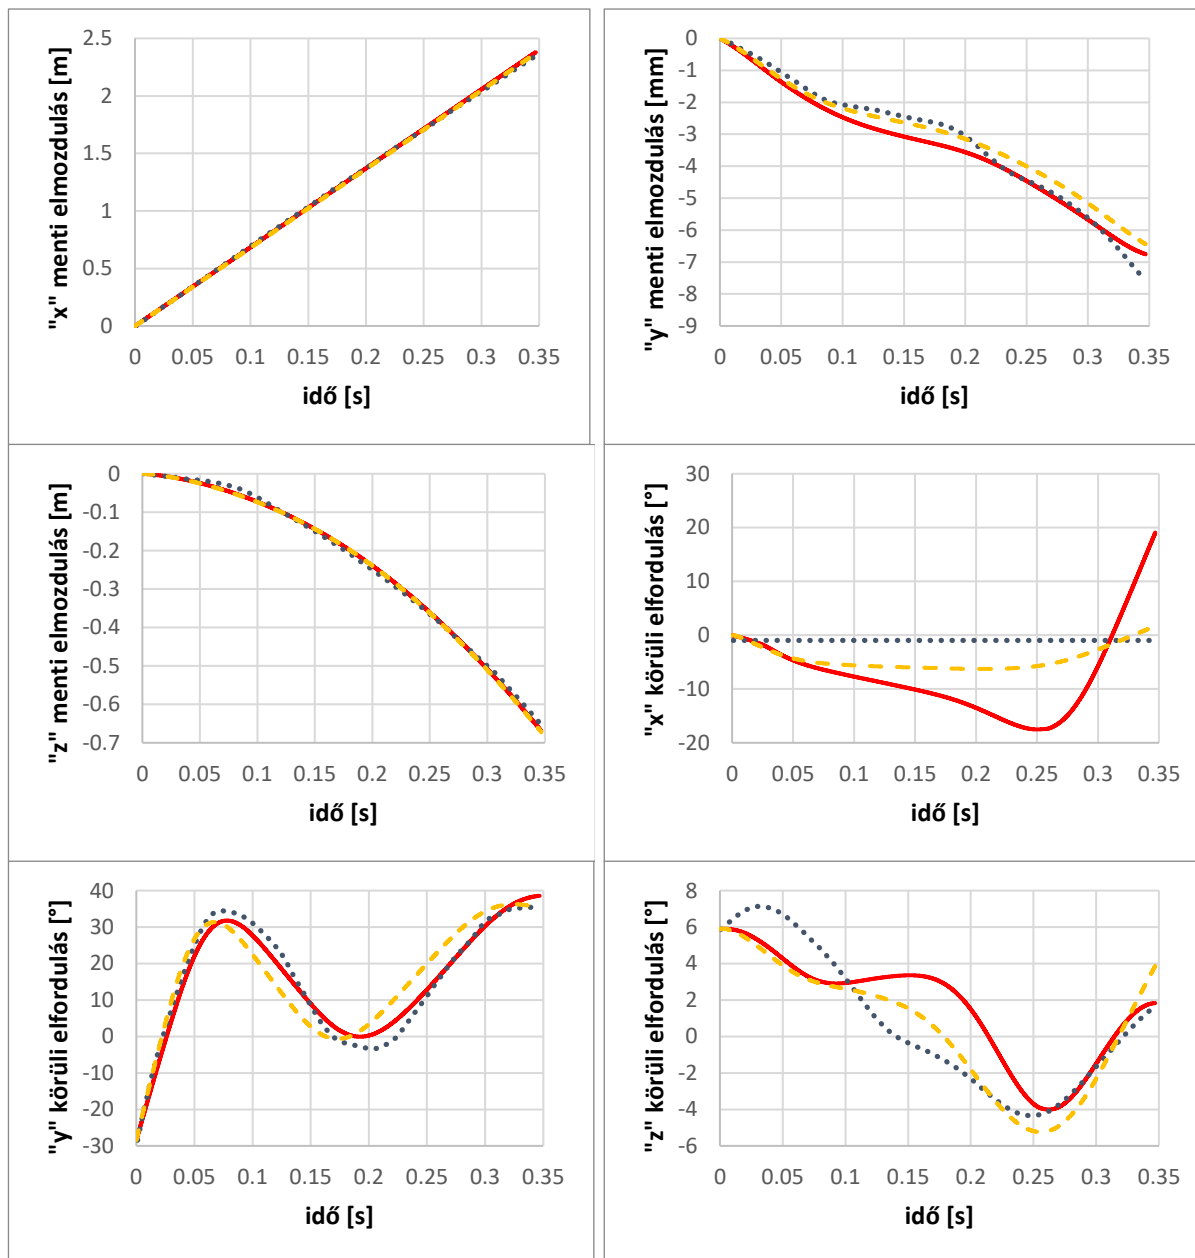 "x" menti elmozdulás [m]
2.5
2
1.5
1
0.5
0
0 0.05 0.1 0.15 0.2 0.25 0.3 0.35
idő [s]
"y" menti elmozdulás [mm]
0
-1
-2
-3
-4
-5
-6
-7
-8
-9
0 0.05 0.1 0.15 0.2 0.25 0.3 0.35
idő [s]
"z" menti elmozdulás [m]
0
-0.1
-0.2
-0.3
-0.4
-0.5
-0.6
-0.7
0 0.05 0.1 0.15 0.2 0.25 0.3 0.35
idő [s]
"x" körüli elfordulás [°]
30
20
10
0
-10
-20
0 0.05 0.1 0.15 0.2 0.25 0.3 0.35
idő [s]
"y" körüli elfordulás [°]
40
30
20
10
0
-10
-20
-30
0 0.05 0.1 0.15 0.2 0.25 0.3 0.35
idő [s]
"z" körüli elfordulás [°]
8
6
4
2
0
-2
-4
-6
0 0.05 0.1 0.15 0.2 0.25 0.3 0.35
idő [s]